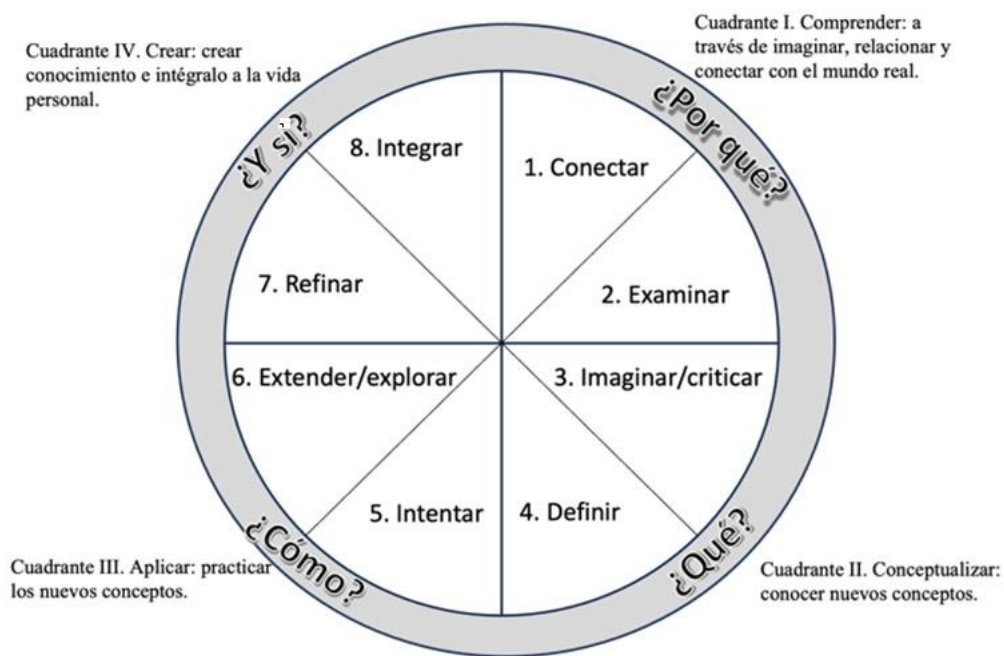 Cuadrante IV. Crear: crear
conocimiento e intégralo a la vida
personal.
Cuadrante I. Comprender: a
través de imaginar, relacionar y
conectar con el mundo real.
¿Y si?
¿Por qué?
8. Integrar
1. Conectar
7. Refinar
2. Examinar
6. Extender/explorar
3. Imaginar/criticar
5. Intentar
4. Definir
¿Cómo?
¿Qué?
Cuadrante III. Aplicar: practicar
los nuevos conceptos.
Cuadrante II. Conceptualizar:
conocer nuevos conceptos.